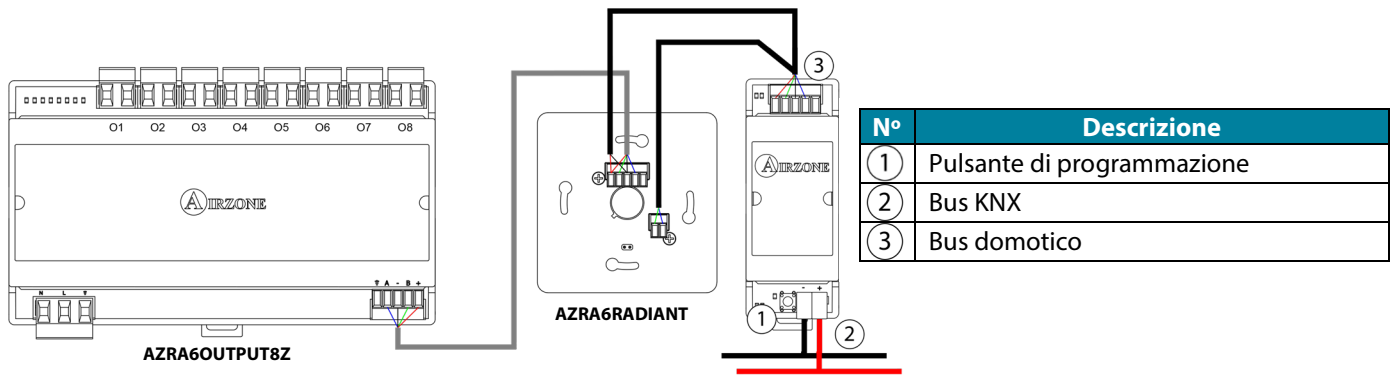 O1 O2 O3 O4 O5 O6 O7 O8
AIRZONE
N L
A - B +
AZRA6OUTPUT8Z
AZRA6RADIANT
3
AIRZONE
- +
1
2
Nº Descrizione
1 Pulsante di programmazione
2 Bus KNX
3 Bus domotico